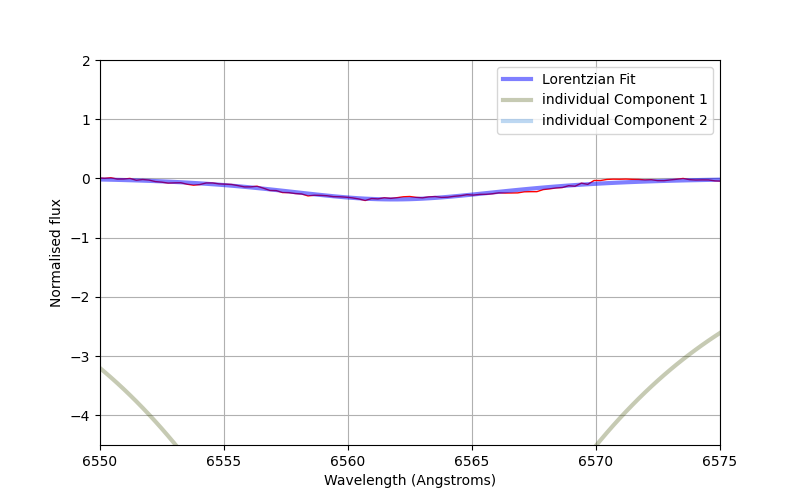 Lorentzian Fit
individual Component 1
individual Component 2
2
1
0
−1
−2
−3
−4
Normalised flux
6550
6555
6560
6565
6570
6575
Wavelength (Angstroms)